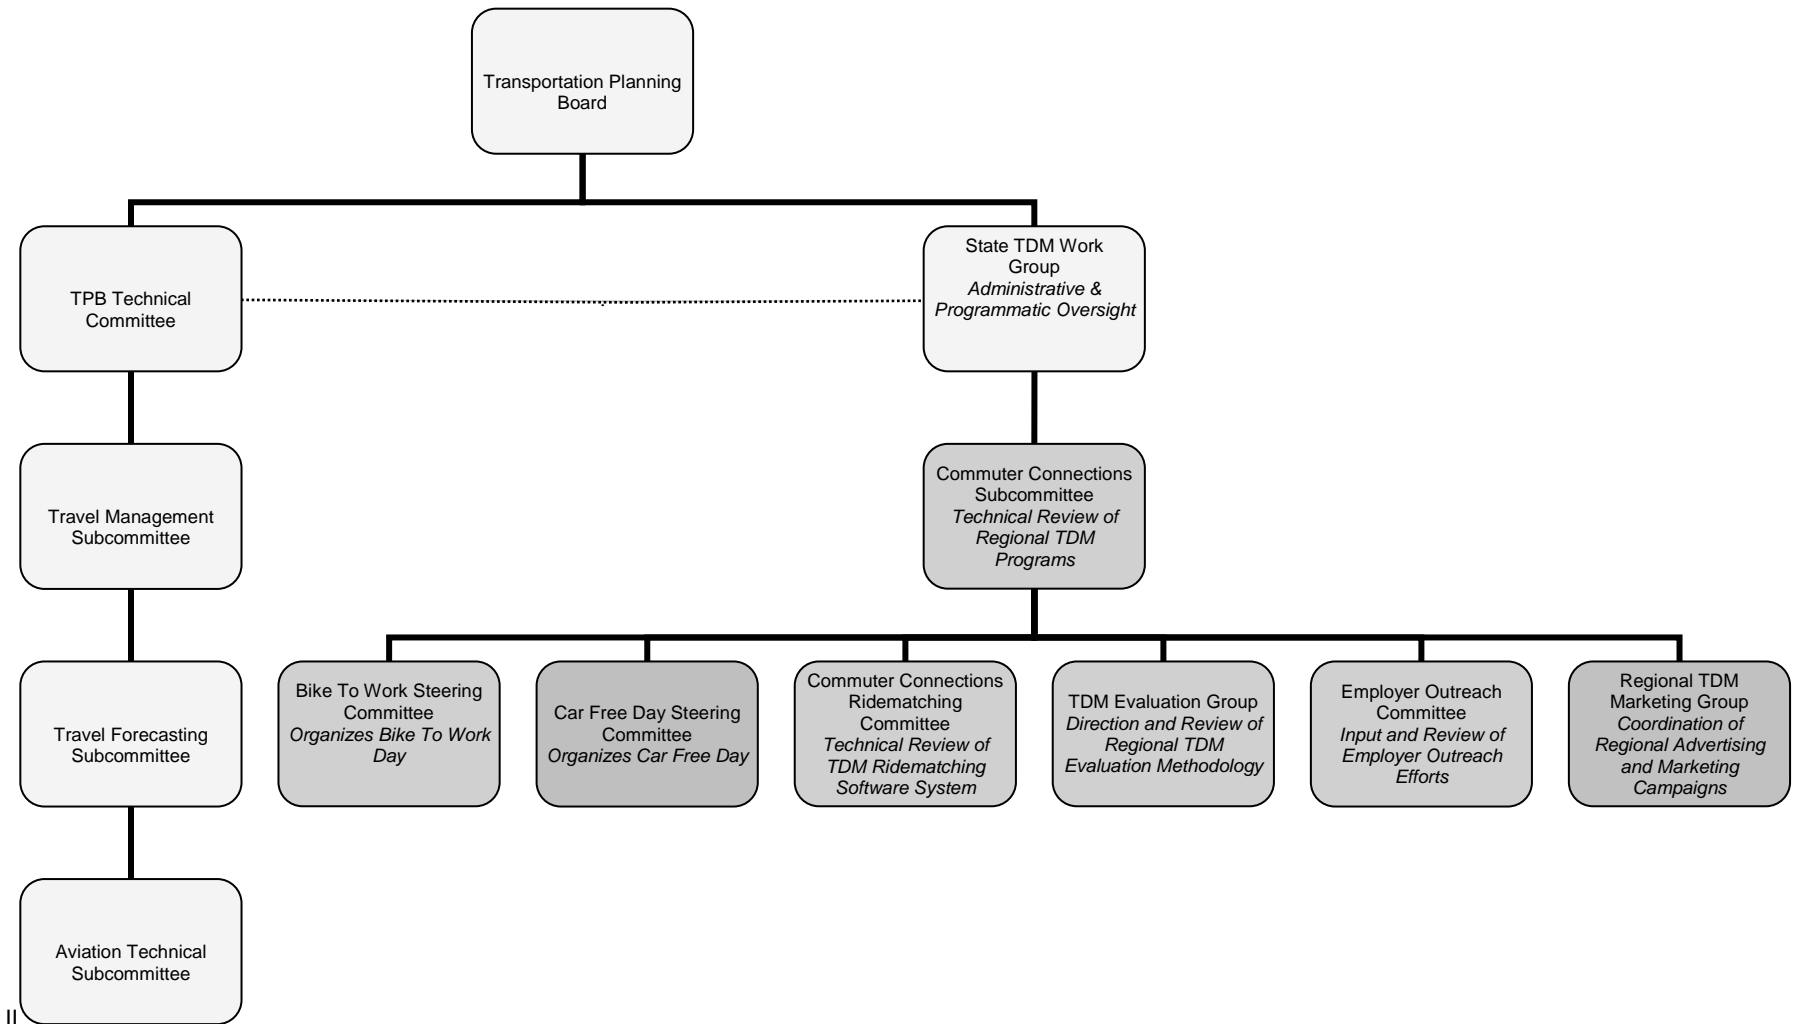 Transportation Planning
Board
TPB Technical
Committee
State TDM Work
Group
Administrative &
Programmatic Oversight
Travel Management
Subcommittee
Commuter Connections
Subcommittee
Technical Review of
Regional TDM
Programs
Travel Forecasting
Subcommittee
Bike To Work Steering
Committee
Organizes Bike To Work
Day
Car Free Day Steering
Committee
Organizes Car Free Day
Commuter Connections
Ridematching
Committee
Technical Review of
TDM Ridematching
Software System
TDM Evaluation Group
Direction and Review of
Regional TDM
Evaluation Methodology
Employer Outreach
Committee
Input and Review of
Employer Outreach
Efforts
Regional TDM
Marketing Group
Coordination of
Regional Advertising
and Marketing
Campaigns
Aviation Technical
Subcommittee
II